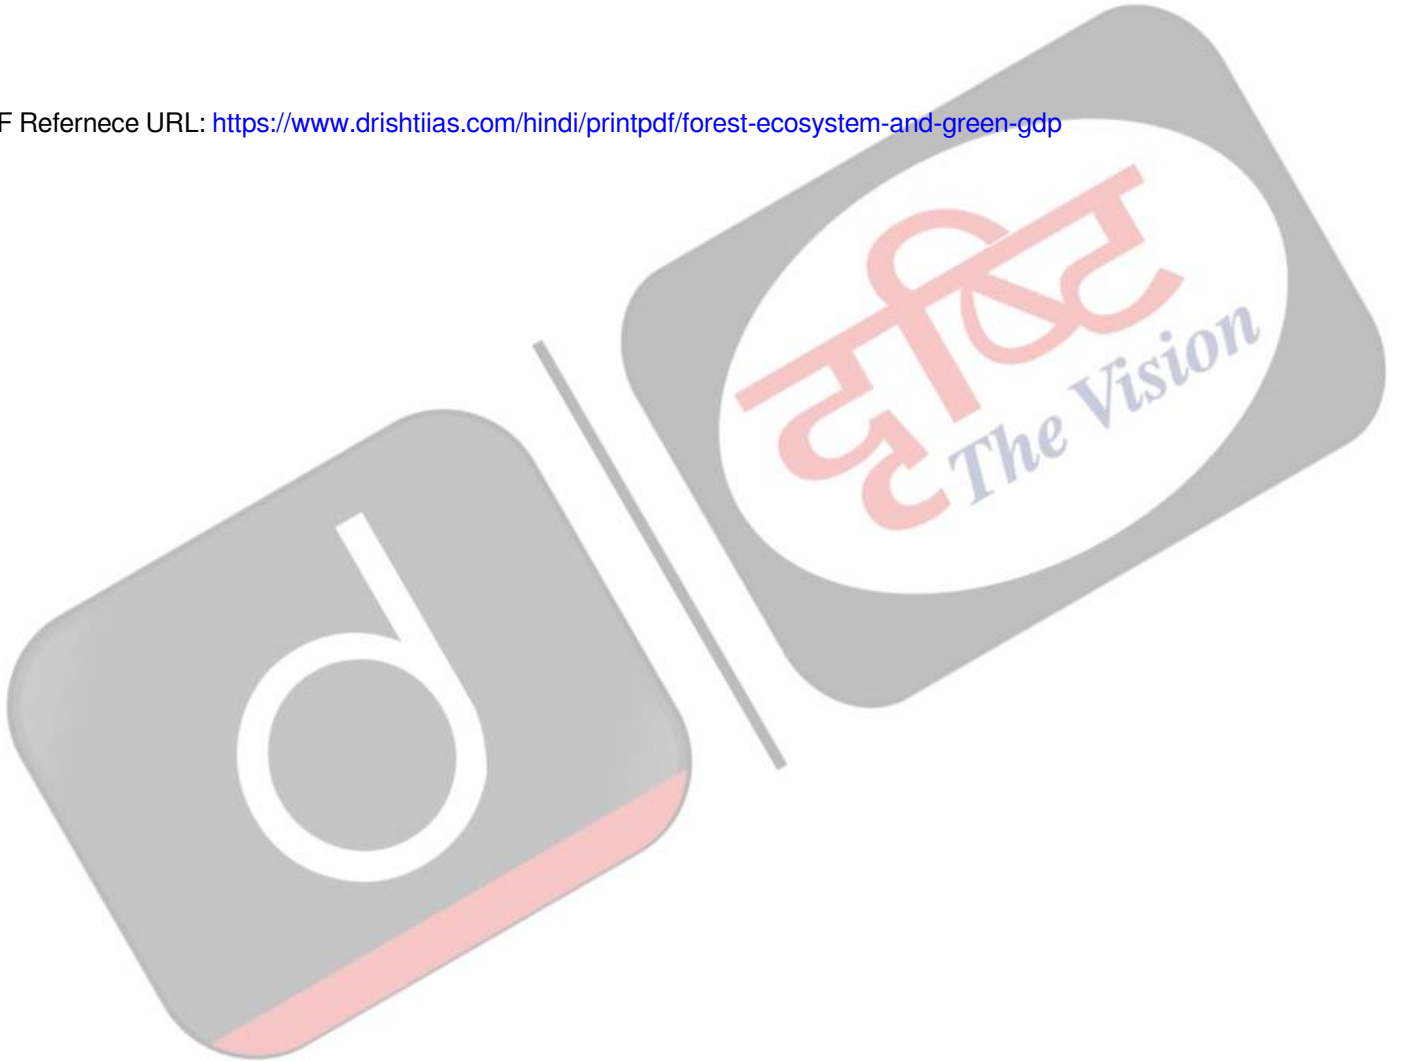 F Refernece URL: https://www.drishtiias.com/hindi/printpdf/forest-ecosystem-and-green-gdp
दृष्टि
The Vision
d